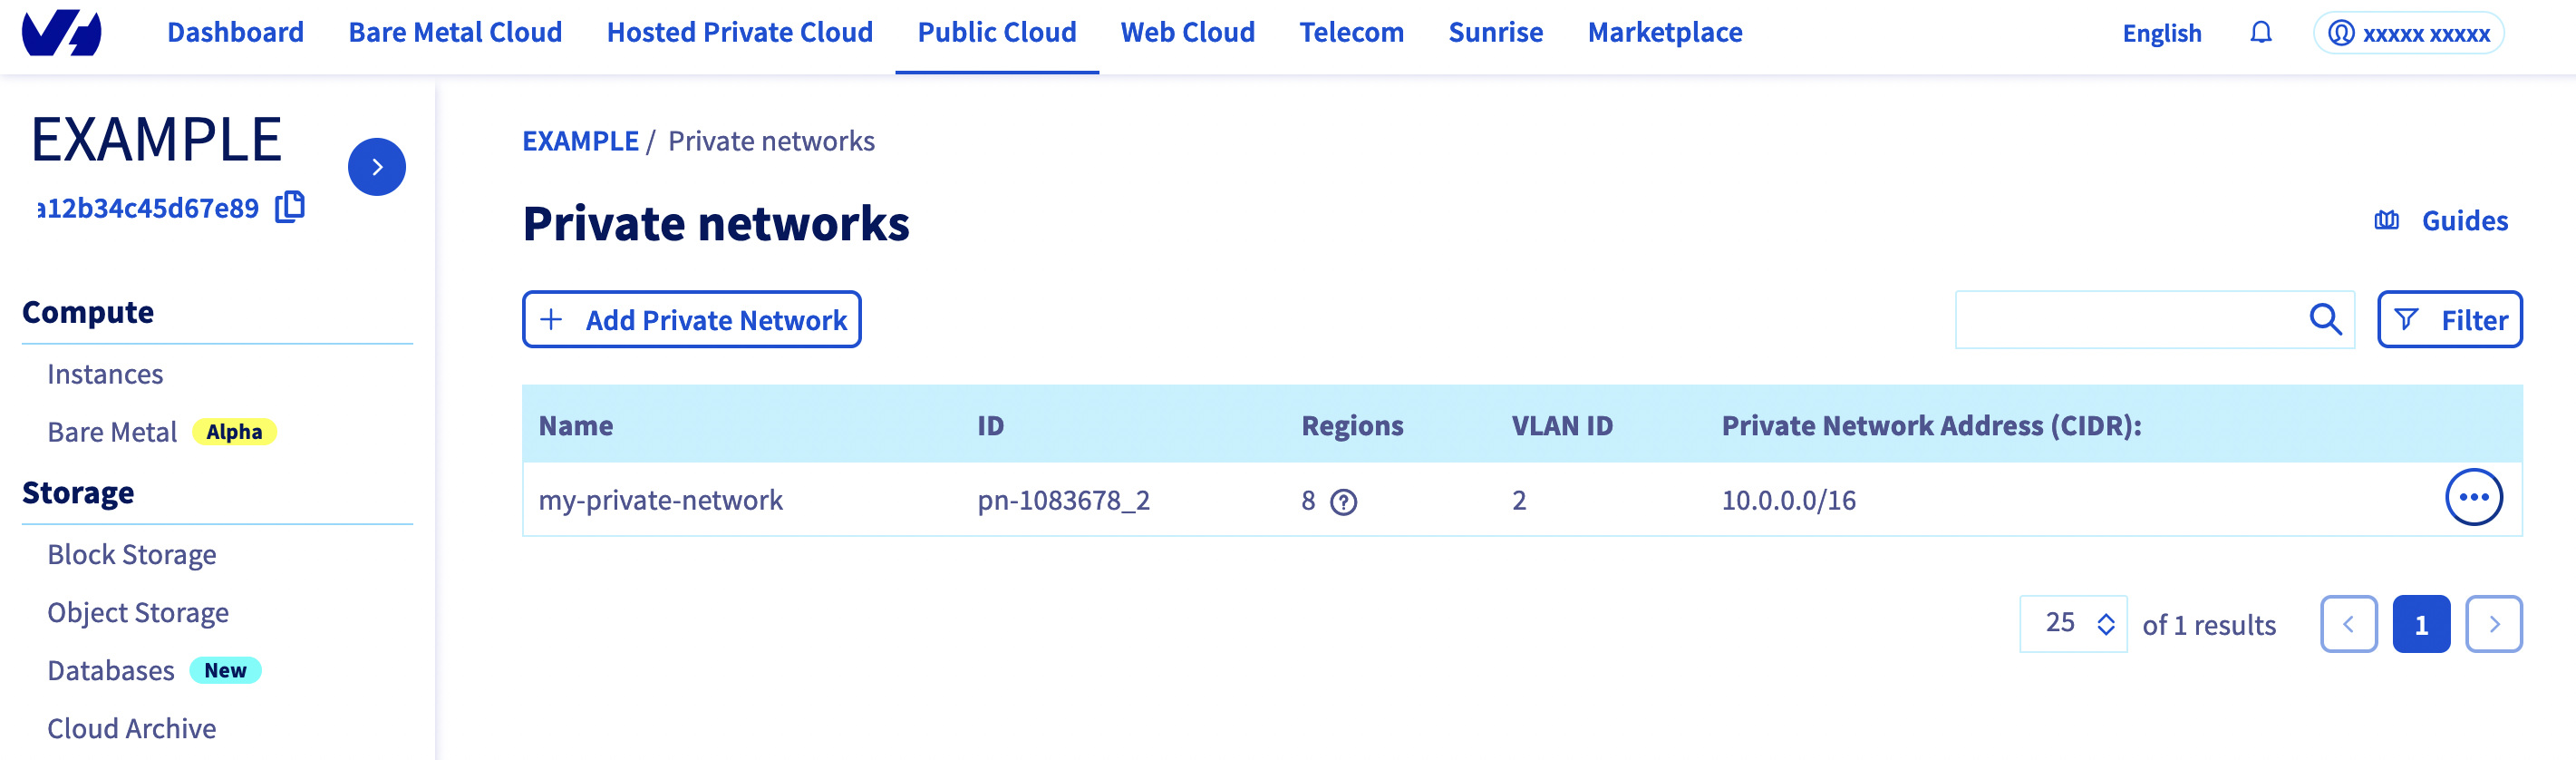 Dashboard Bare Metal Cloud Hosted Private Cloud Public Cloud Web Cloud Telecom Sunrise Marketplace English xxxxx xxxxx
EXAMPLE
a12b34c45d67e89
Compute
Instances
Bare Metal Alpha
Storage
Block Storage
Object Storage
Databases New
Cloud Archive
EXAMPLE / Private networks
Private networks
Guides
+ Add Private Network
Filter
Name ID Regions VLAN ID Private Network Address (CIDR):
my-private-network pn-1083678_2 8 2 10.0.0.0/16
25 of 1 results 1